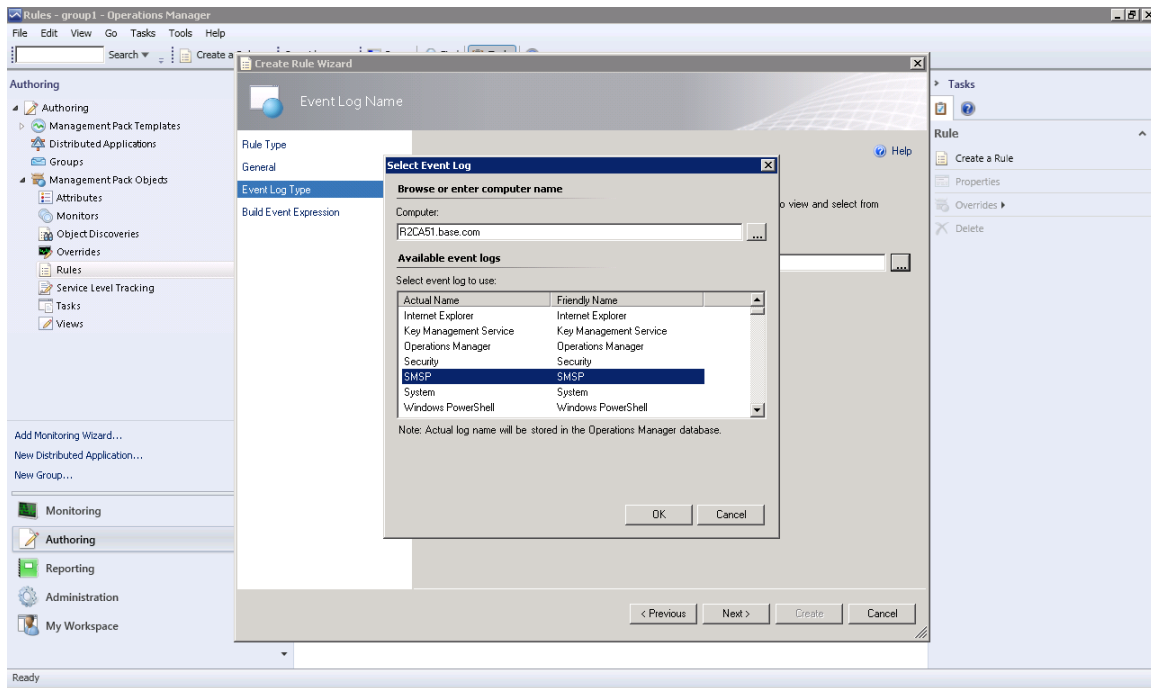 Rules - group1 - Operations Manager
File Edit View Go Tasks Tools Help
Search Create a
Authoring
Authoring
Management Pack Templates
Distributed Applications
Groups
Management Pack Objects
Attributes
Monitors
Object Discoveries
Overrides
Rules
Service Level Tracking
Tasks
Views
Add Monitoring Wizard...
New Distributed Application...
New Group...
Monitoring
Authoring
Reporting
Administration
My Workspace
Ready
Create Rule Wizard
Event Log Name
Rule Type
General
Event Log Type
Build Event Expression
Help
o view and select from
...
Select Event Log
Browse or enter computer name
Computer:
R2CA51.base.com
...
Available event logs
Select event log to use:
Actual Name Friendly Name
Internet Explorer Internet Explorer
Key Management Service Key Management Service
Operations Manager Operations Manager
Security Security
SMSP SMSP
System System
Windows PowerShell Windows PowerShell
Note: Actual log name will be stored in the Operations Manager database.
OK Cancel
< Previous Next > Create Cancel
Tasks
Rule
Create a Rule
Properties
Overrides
Delete